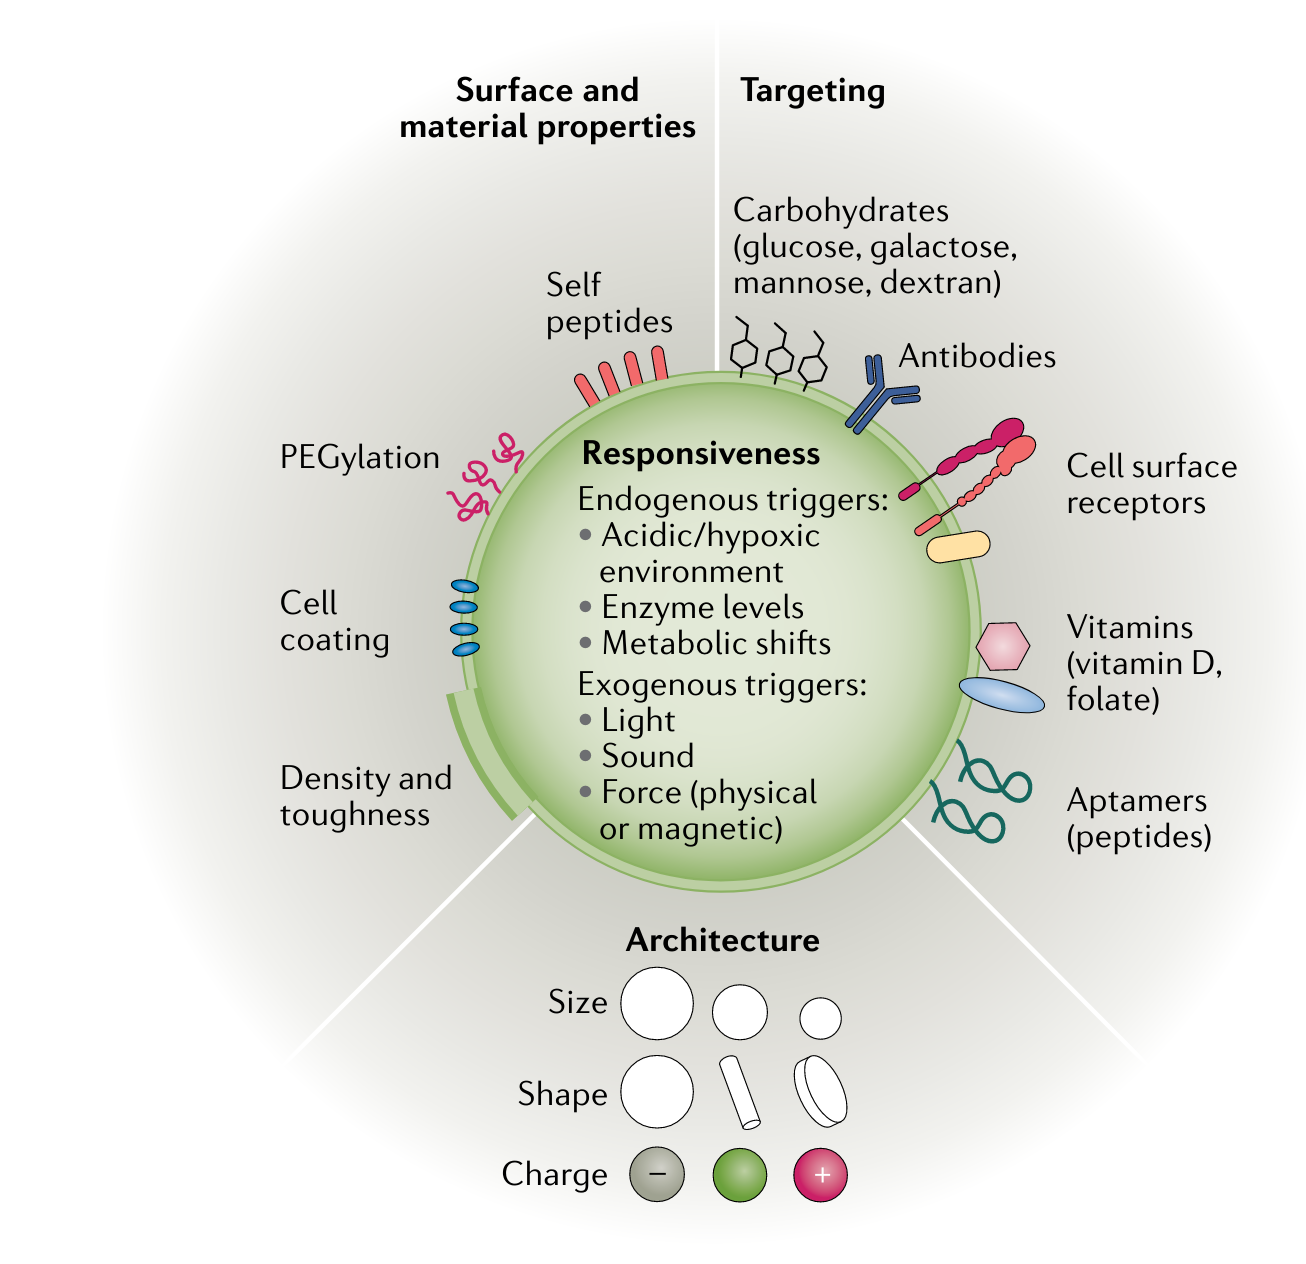 Surface and
material properties
Targeting
Carbohydrates
(glucose, galactose,
mannose, dextran)
Self
peptides
Antibodies
PEGylation
Responsiveness
Cell surface
receptors
Endogenous triggers:
• Acidic/hypoxic
environment
• Enzyme levels
• Metabolic shifts
Cell
coating
Vitamins
(vitamin D,
folate)
Exogenous triggers:
• Light
• Sound
• Force (physical
or magnetic)
Density and
toughness
Aptamers
(peptides)
Architecture
Size
Shape
Charge
− +